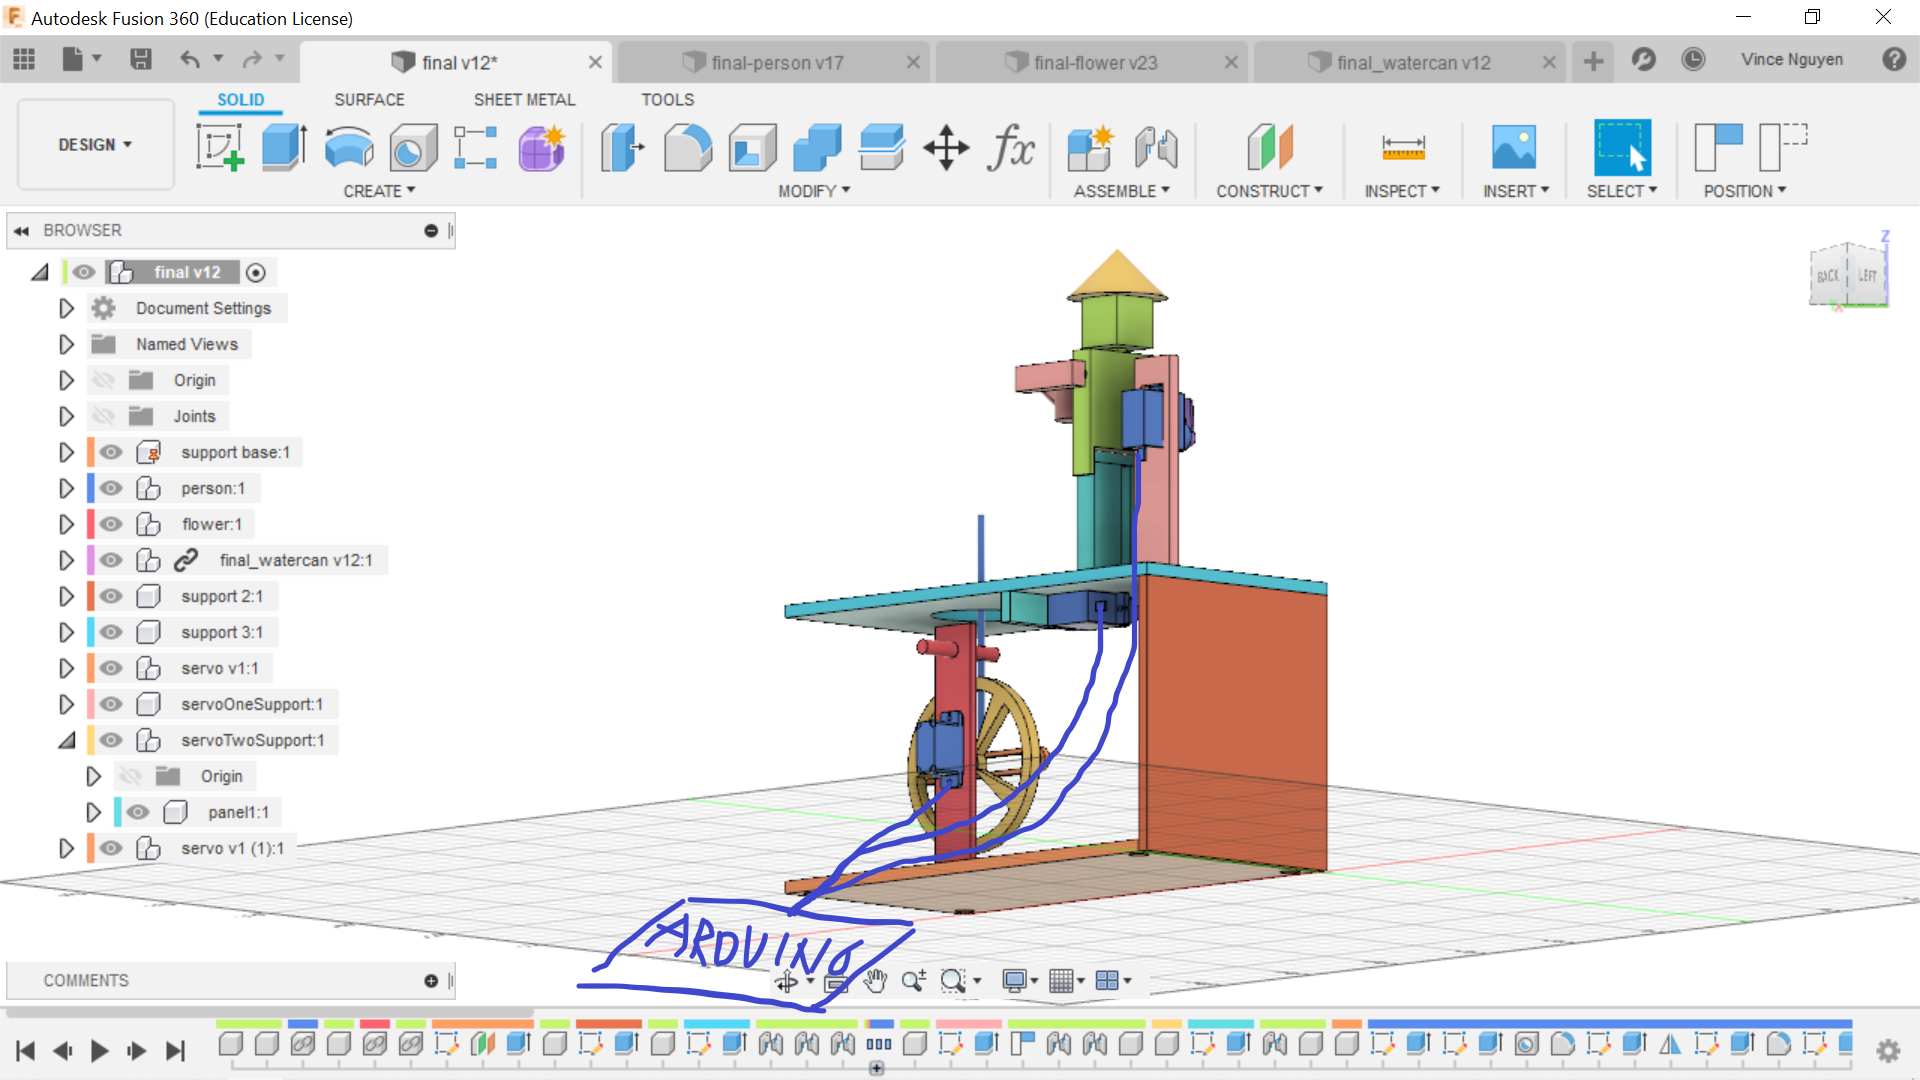 Autodesk Fusion 360 (Education License)
final v12*
final-person v17
final-flower v23
final_watercan v12
Vince Nguyen
SOLID
SURFACE
SHEET METAL
TOOLS
DESIGN
CREATE
MODIFY
ASSEMBLE
CONSTRUCT
INSPECT
INSERT
SELECT
POSITION
fx
BROWSER
final v12
Document Settings
Named Views
Origin
Joints
support base:1
person:1
flower:1
final_watercan v12:1
support 2:1
support 3:1
servo v1:1
servoOneSupport:1
servoTwoSupport:1
Origin
panel1:1
servo v1 (1):1
Z
BACK
LEFT
X
ARDUINO
COMMENTS